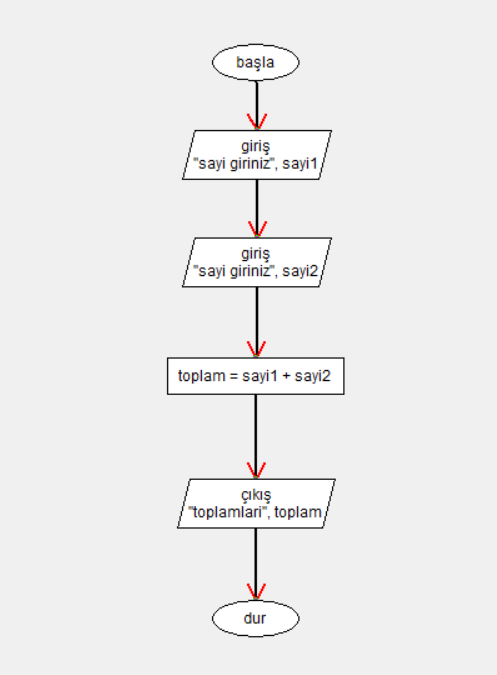 başla
giriş
"sayi giriniz", sayi1
giriş
"sayi giriniz", sayi2
toplam = sayi1 + sayi2
çıkış
"toplamlari", toplam
dur